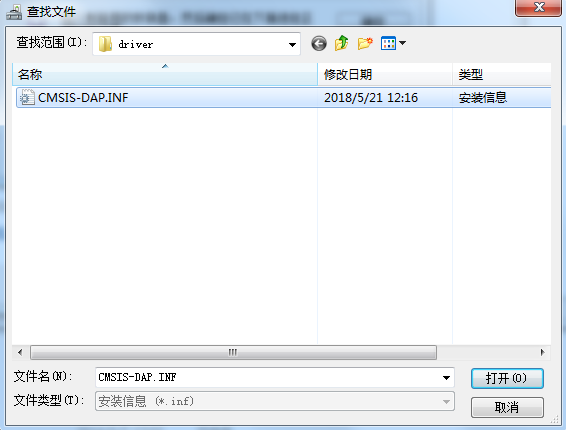 查找文件
查找范围(I): driver
名称 修改日期 类型
CMSIS-DAP.INF 2018/5/21 12:16 安装信息
文件名(N): CMSIS-DAP.INF 打开(O)
文件类型(T): 安装信息 (*.inf) 取消